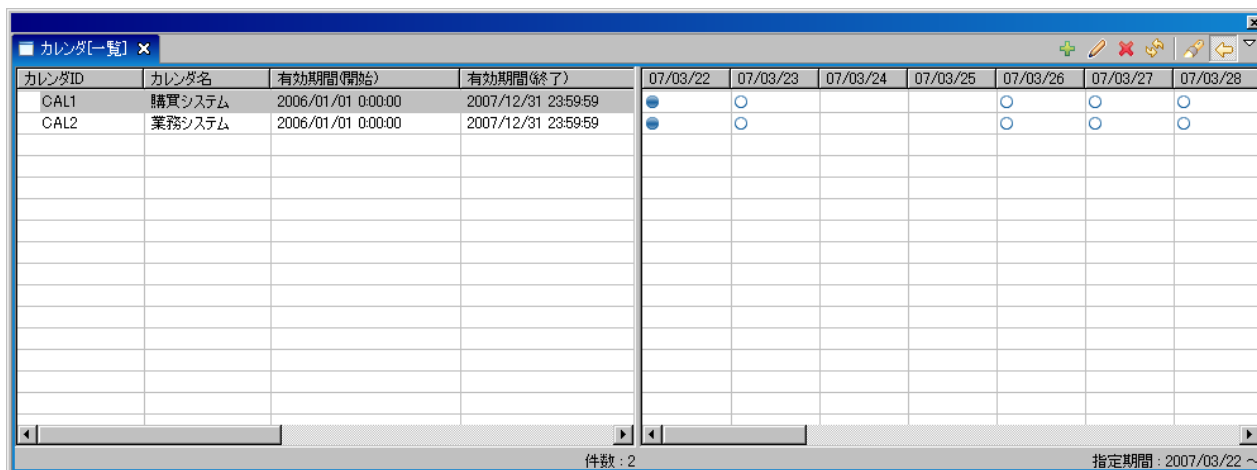 カレンダ[一覧]
カレンダID カレンダ名 有効期間(開始) 有効期間(終了) 07/03/22 07/03/23 07/03/24 07/03/25 07/03/26 07/03/27 07/03/28
CAL1 購買システム 2006/01/01 0:00:00 2007/12/31 23:59:59
CAL2 業務システム 2006/01/01 0:00:00 2007/12/31 23:59:59
件数 : 2 指定期間 : 2007/03/22 ～